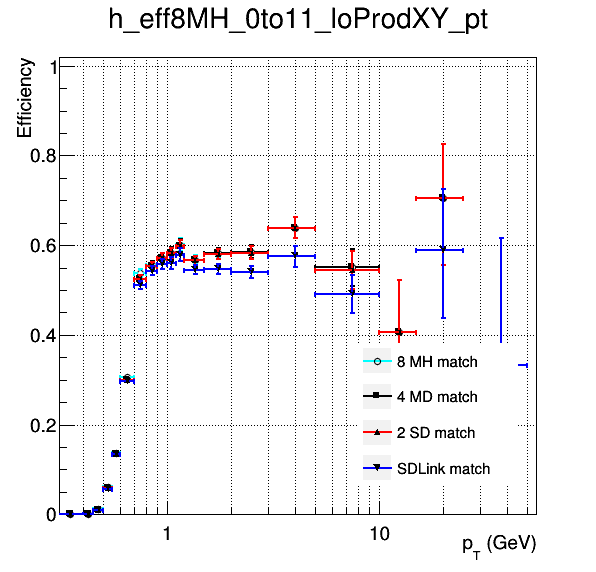 h_eff8MH_0to11_loProdXY_pt
Efficiency
1
0.8
0.6
0.4
0.2
0
8 MH match
4 MD match
2 SD match
SDLink match
1
10
p_T (GeV)